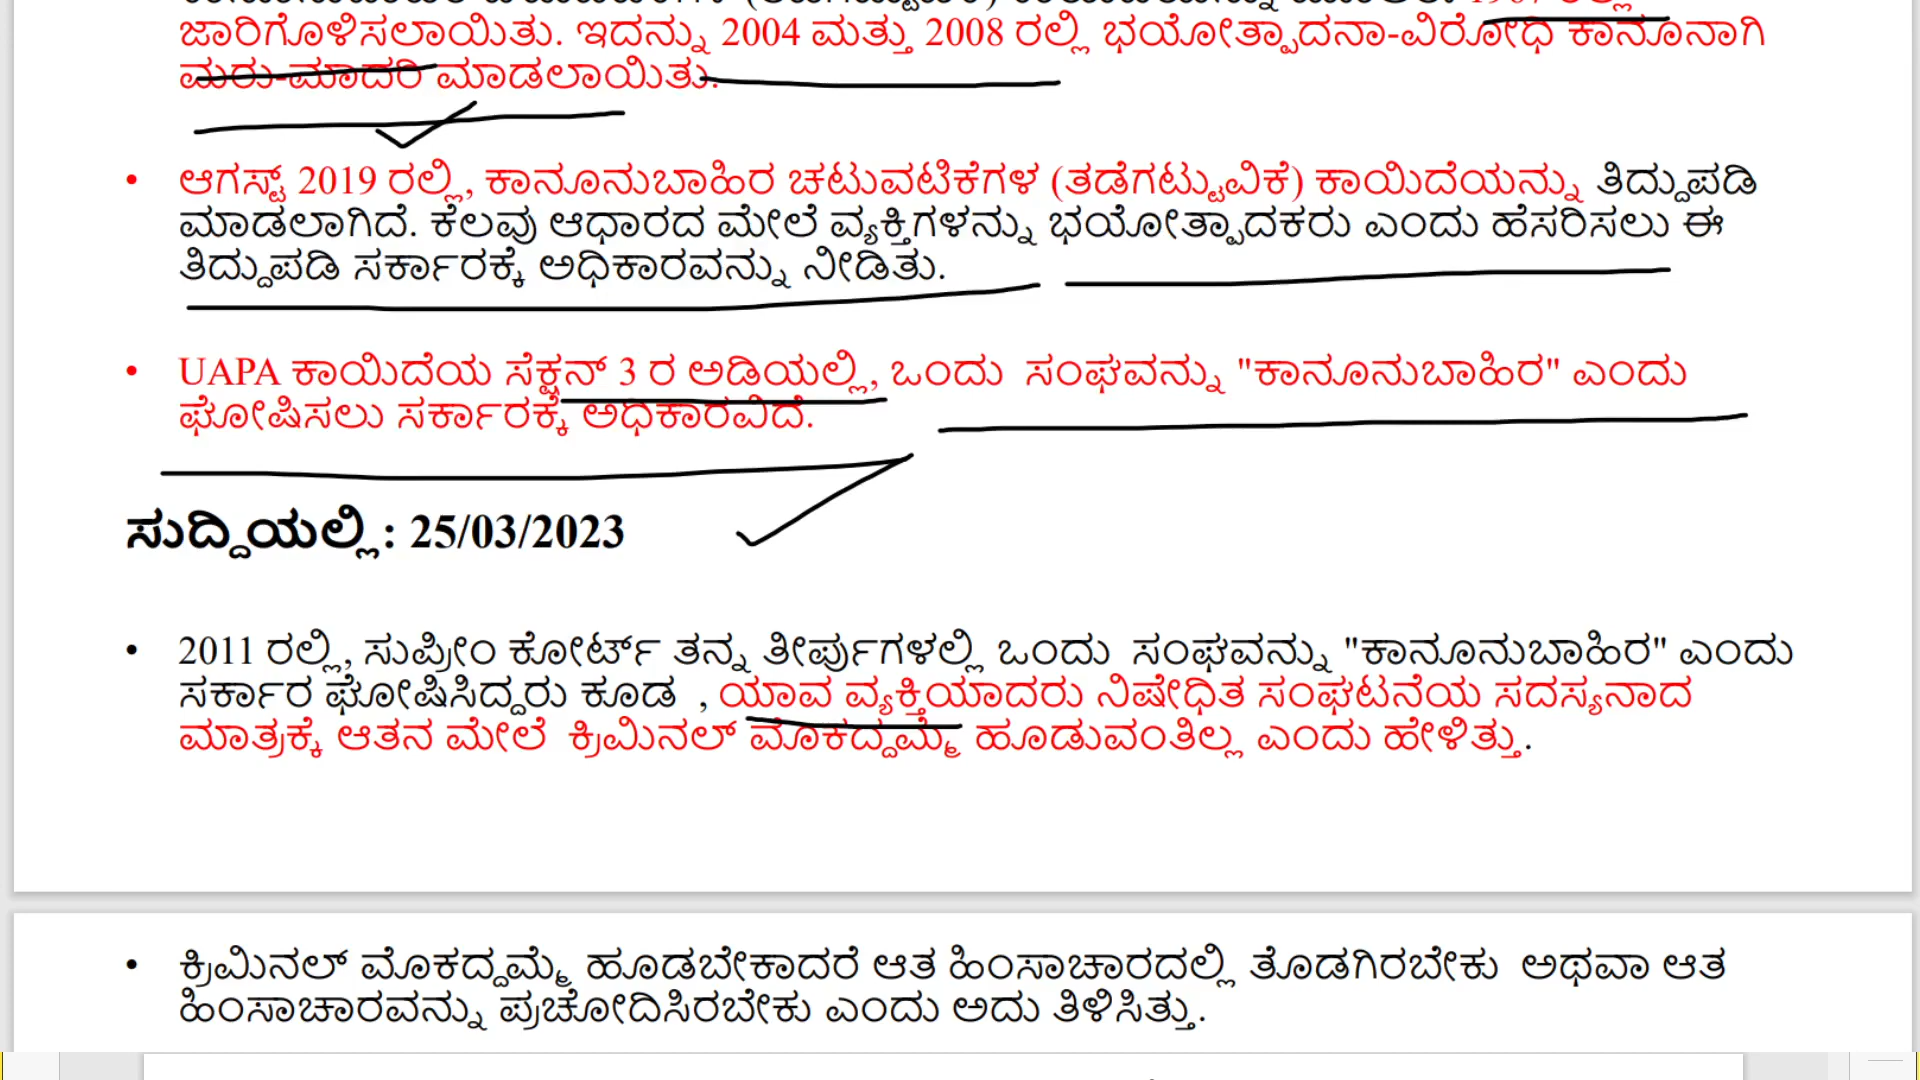 ಜಾರಿಗೊಳಿಸಲಾಯಿತು. ಇದನ್ನು 2004 ಮತ್ತು 2008 ರಲ್ಲಿ ಭಯೋತ್ಪಾದನಾ-ವಿರೋಧಿ ಕಾನೂನಾಗಿ
ಮರು-ಮಾದರಿ ಮಾಡಲಾಯಿತು.
• ಆಗಸ್ಟ್ 2019 ರಲ್ಲಿ, ಕಾನೂನುಬಾಹಿರ ಚಟುವಟಿಕೆಗಳ (ತಡೆಗಟ್ಟುವಿಕೆ) ಕಾಯಿದೆಯನ್ನು ತಿದ್ದುಪಡಿ
ಮಾಡಲಾಗಿದೆ. ಕೆಲವು ಆಧಾರದ ಮೇಲೆ ವ್ಯಕ್ತಿಗಳನ್ನು ಭಯೋತ್ಪಾದಕರು ಎಂದು ಹೆಸರಿಸಲು ಈ
ತಿದ್ದುಪಡಿ ಸರ್ಕಾರಕ್ಕೆ ಅಧಿಕಾರವನ್ನು ನೀಡಿತು.
• UAPA ಕಾಯಿದೆಯ ಸೆಕ್ಷನ್ 3 ರ ಅಡಿಯಲ್ಲಿ, ಒಂದು ಸಂಘವನ್ನು "ಕಾನೂನುಬಾಹಿರ" ಎಂದು
ಘೋಷಿಸಲು ಸರ್ಕಾರಕ್ಕೆ ಅಧಿಕಾರವಿದೆ.
ಸುದ್ದಿಯಲ್ಲಿ: 25/03/2023
• 2011 ರಲ್ಲಿ, ಸುಪ್ರೀಂ ಕೋರ್ಟ್ ತನ್ನ ತೀರ್ಪುಗಳಲ್ಲಿ ಒಂದು ಸಂಘವನ್ನು "ಕಾನೂನುಬಾಹಿರ" ಎಂದು
ಸರ್ಕಾರ ಘೋಷಿಸಿದ್ದರು ಕೂಡ , ಯಾವ ವ್ಯಕ್ತಿಯಾದರು ನಿಷೇಧಿತ ಸಂಘಟನೆಯ ಸದಸ್ಯನಾದ
ಮಾತ್ರಕ್ಕೆ ಆತನ ಮೇಲೆ ಕ್ರಿಮಿನಲ್ ಮೊಕದ್ದಮ್ಮೆ ಹೂಡುವಂತಿಲ್ಲ ಎಂದು ಹೇಳಿತ್ತು.
• ಕ್ರಿಮಿನಲ್ ಮೊಕದ್ದಮ್ಮೆ ಹೂಡಬೇಕಾದರೆ ಆತ ಹಿಂಸಾಚಾರದಲ್ಲಿ ತೊಡಗಿರಬೇಕು ಅಥವಾ ಆತ
ಹಿಂಸಾಚಾರವನ್ನು ಪ್ರಚೋದಿಸಿರಬೇಕು ಎಂದು ಅದು ತಿಳಿಸಿತ್ತು.